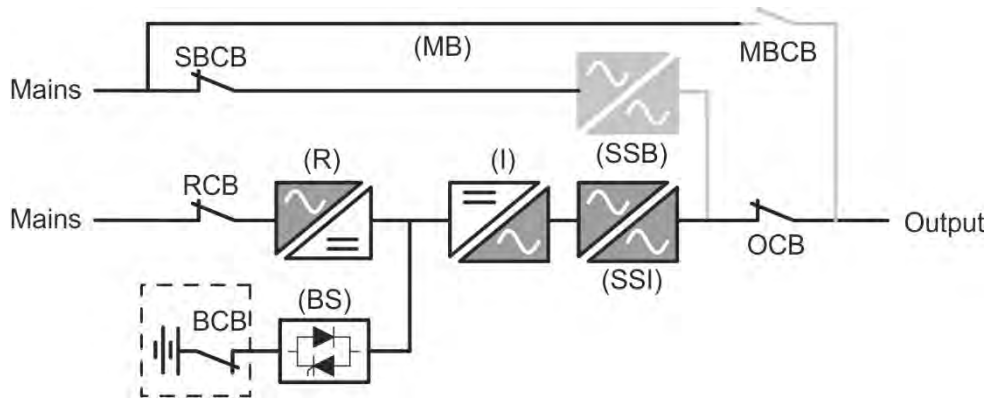 (MB)
MBCB
SBCB
Mains
(SSB)
(R)
(I)
RCB
Mains
Output
OCB
(SSI)
(BS)
BCB